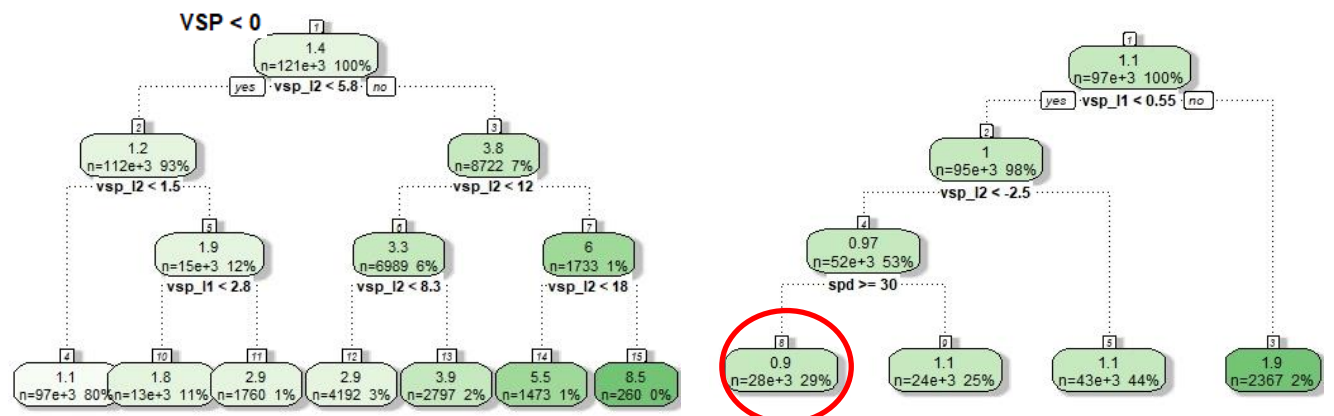 VSP < 0
1
1.4
n=121e+3 100%
yes vsp_l2 < 5.8 no
2
1.2
n=112e+3 93%
vsp_l2 < 1.5
3
3.8
n=8722 7%
vsp_l2 < 12
5
1.9
n=15e+3 12%
vsp_l1 < 2.8
6
3.3
n=6989 6%
vsp_l2 < 8.3
7
6
n=1733 1%
vsp_l2 < 18
4
1.1
n=97e+3 80%
10
1.8
n=13e+3 11%
11
2.9
n=1760 1%
12
2.9
n=4192 3%
13
3.9
n=2797 2%
14
5.5
n=1473 1%
15
8.5
n=260 0%
1
1.1
n=97e+3 100%
yes vsp_l1 < 0.55 no
2
1
n=95e+3 98%
vsp_l2 < -2.5
4
0.97
n=52e+3 53%
spd >= 30
8
0.9
n=28e+3 29%
9
1.1
n=24e+3 25%
5
1.1
n=43e+3 44%
3
1.9
n=2367 2%